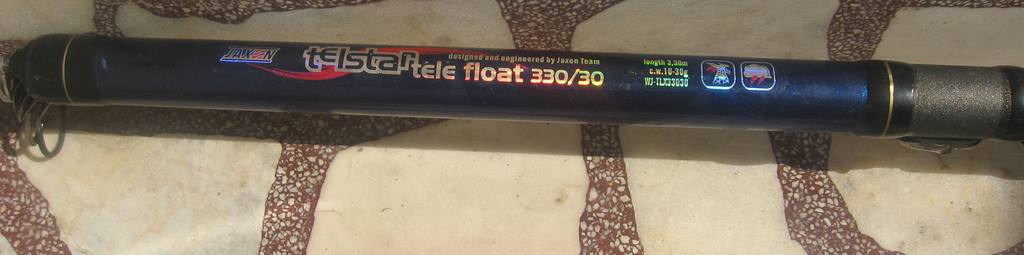 JAXON
telstar
designed and engineered by Jaxon Team
tele float 330/30
length 3,30m
c.w.10-30g
WJ-TLX33030